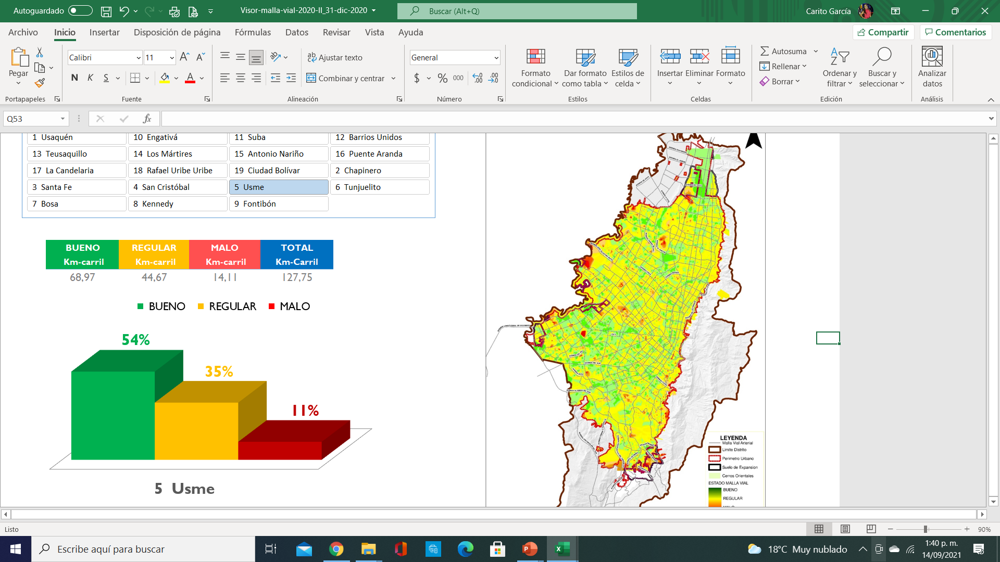 Autoguardado
Visor-malla-vial-2020-II_31-dic-2020
Buscar (Alt+Q)
Carito García
Archivo Inicio Insertar Disposición de página Fórmulas Datos Revisar Vista Ayuda
Compartir Comentarios
Pegar
Portapapeles
Calibri 11
N K S
Fuente
Ajustar texto
Combinar y centrar
Alineación
General
$ % 000
Número
Formato condicional
Dar formato como tabla
Estilos de celda
Estilos
Insertar Eliminar Formato
Celdas
Autosuma
Rellenar
Borrar
Ordenar y filtrar
Buscar y seleccionar
Edición
Analizar datos
Análisis
Q53
fx
1 Usaquén 10 Engativá 11 Suba 12 Barrios Unidos
13 Teusaquillo 14 Los Mártires 15 Antonio Nariño 16 Puente Aranda
17 La Candelaria 18 Rafael Uribe Uribe 19 Ciudad Bolívar 2 Chapinero
3 Santa Fe 4 San Cristóbal 5 Usme 6 Tunjuelito
7 Bosa 8 Kennedy 9 Fontibón
BUENO REGULAR MALO TOTAL
Km-carril Km-carril Km-carril Km-Carril
68,97 44,67 14,11 127,75
BUENO REGULAR MALO
54%
35%
11%
5 Usme
LEYENDA
Malla Vial Arterial
Limite Distrito
Perimetro Urbano
Suelo de Expansion
Cerros Orientales
ESTADO MALLA VIAL
BUENO
REGULAR
Listo
90%
Escribe aquí para buscar
18°C Muy nublado
1:40 p. m.
14/09/2021